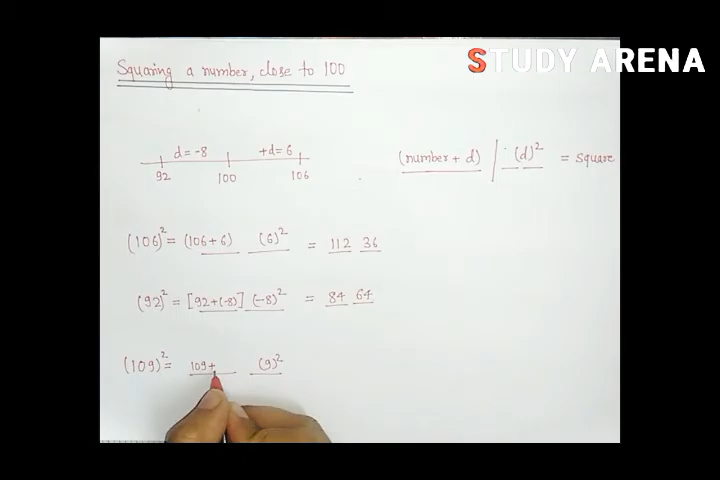 STUDY ARENA
Squaring a number, close to 100
d = -8 +d = 6
92 100 106
(number + d) | (d)² = Square
(106)² = (106+6) (6)² = 112 36
(92)² = [92+(-8)] (-8)² = 84 64
(109)² = 109+ (9)²